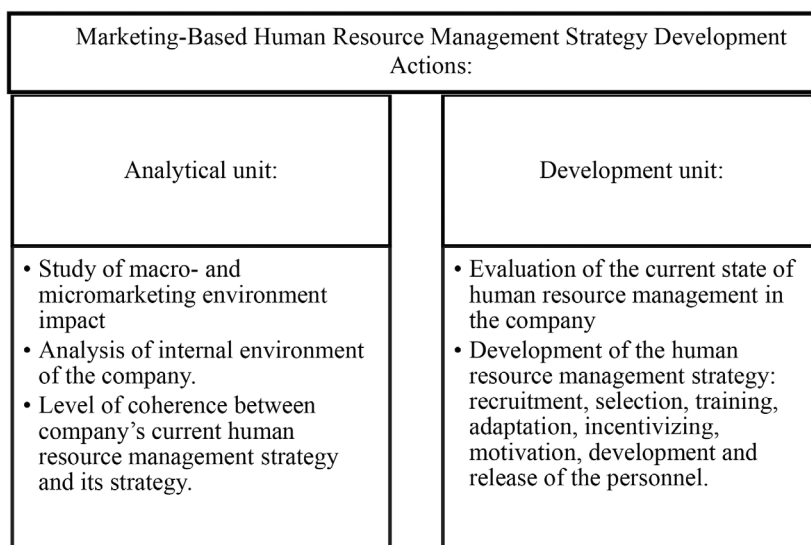 Marketing-Based Human Resource Management Strategy Development
Actions:
Analytical unit:
• Study of macro- and
micromarketing environment
impact
• Analysis of internal environment
of the company.
• Level of coherence between
company’s current human
resource management strategy
and its strategy.
Development unit:
• Evaluation of the current state of
human resource management in
the company
• Development of the human
resource management strategy:
recruitment, selection, training,
adaptation, incentivizing,
motivation, development and
release of the personnel.